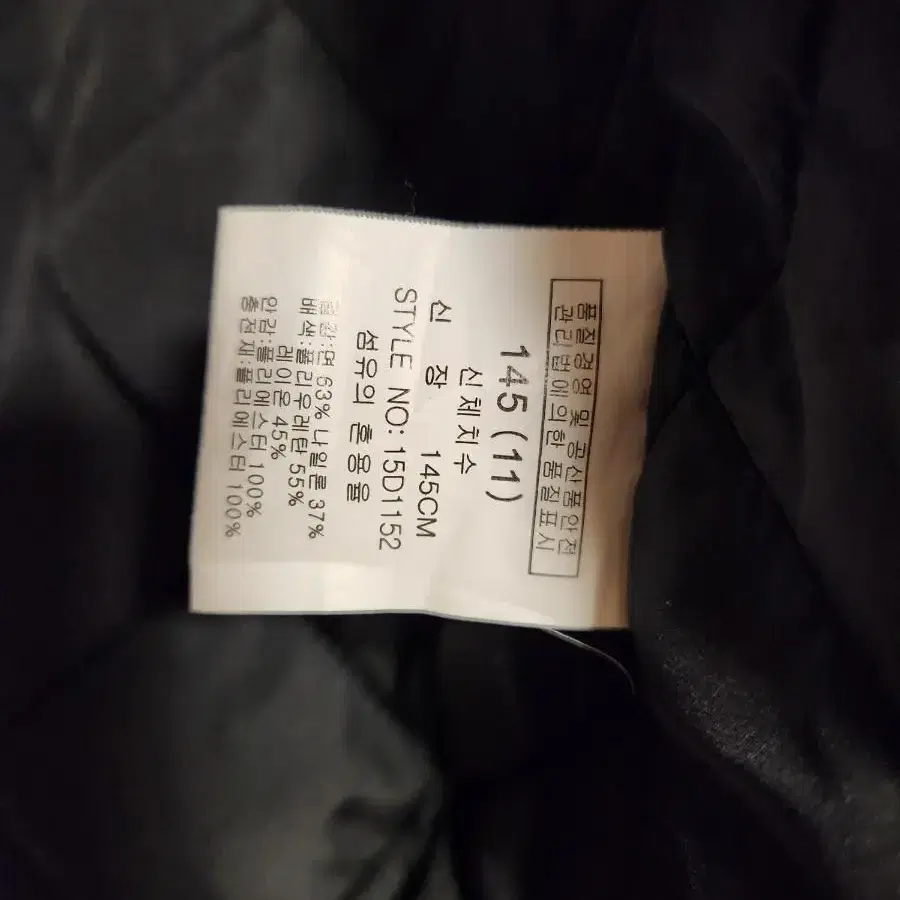 품질경영 및 공산품안전
관리법에 의한 품질표시
145 (11)
신체치수
신 장 145CM
STYLE NO: 15D1152
섬유의 혼용율
겉감:면 63% 나일론 37%
배색:폴리우레탄 55%
레이온 45%
안감:폴리에스터 100%
충전재:폴리에스터 100%